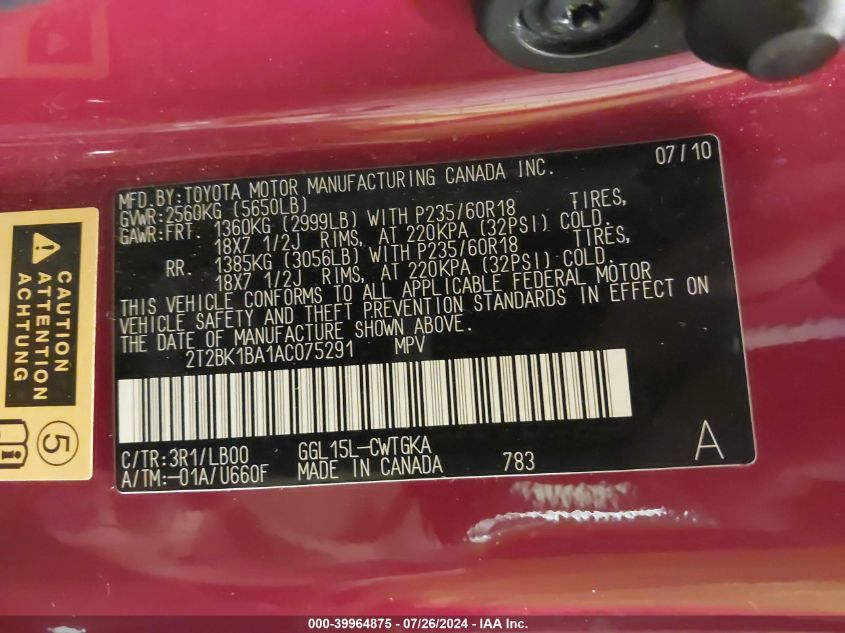 MFD. BY:TOYOTA MOTOR MANUFACTURING CANADA INC. 07/10
GVWR:2560KG (5650LB)
GAWR:FRT. 1360KG (2999LB) WITH P235/60R18 TIRES,
18X7 1/2J RIMS, AT 220KPA (32PSI) COLD.
RR. 1385KG (3056LB) WITH P235/60R18 TIRES,
18X7 1/2J RIMS, AT 220KPA (32PSI) COLD.
THIS VEHICLE CONFORMS TO ALL APPLICABLE FEDERAL MOTOR
VEHICLE SAFETY AND THEFT PREVENTION STANDARDS IN EFFECT ON
THE DATE OF MANUFACTURE SHOWN ABOVE.
2T2BK1BA1AC075291 MPV
C/TR:3R1/LB00 GGL15L-CWTGKA
A/TM:-01A/U660F MADE IN CANADA 783 A
CAUTION
ATTENTION
ACHTUNG
5
000-39964875 / 07/26/2024 - IAA Inc.